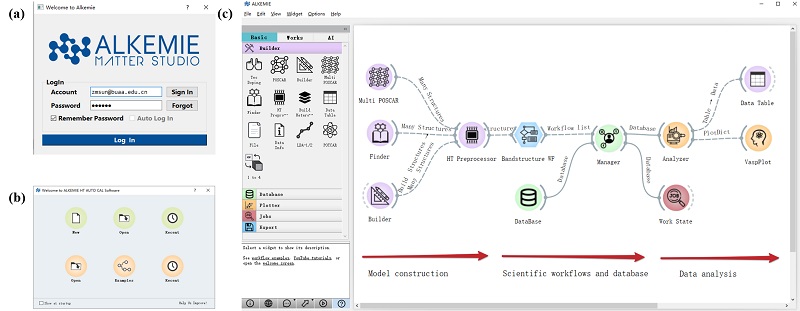 (a)
Welcome to Alkemie
ALKEMIE
MATTER STUDIO
LogIn
Account
zmsun@buaa.edu.cn
Sign In
Password
Forgot
Remember Password
Auto Log In
Log In
(b)
Welcome to ALKEMIE HT AUTO CAL Software
New
Open
Recent
Open
Examples
Recent
Show at startup
Help Us Improve!
(c)
ALKEMIE
File Edit View Widget Options Help
Basic Works AI
Builder
POSCAR
Builder
Multi
POSCAR
Finder
HT
Prepro···
Build
Data
Table
File
Data
Info
LDA-1/2
POSCAR
1 to 4
Database
Plotter
Jobs
Export
Select a widget to show its description.
See workflow examples, YouTube tutorials, or
open the welcome screen.
Multi POSCAR
Many Structures
Finder
Many Structures
Builder
Build Structures
Many Structures
HT Preprocessor
Bandstructure WF
Workflow list
Manager
DataBase
Database
Database
Analyzer
Database
Work State
Table → Data
Data Table
PlotDict
VaspPlot
Model construction
Scientific workflows and database
Data analysis